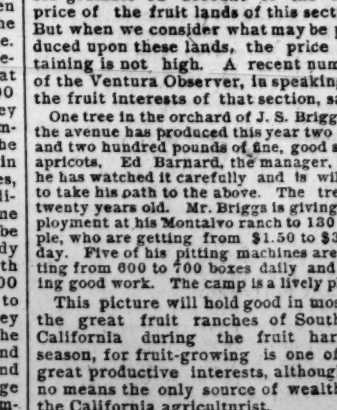 price of the fruit lands of this sect
But when we consider what may be p
duced upon these lands, the price
taining is not high. A recent num
of the Ventura Observer, in speakin
the fruit interests of that section, sa
One tree in the orchard of J. S. Brigg
the avenue has produced this year two
and two hundred pounds of fine, good s
apricots. Ed Barnard, the manager,
he has watched it carefully and is wil
to take his oath to the above. The tre
twenty years old. Mr. Briggs is giving
ployment at his Montalvo ranch to 130
ple, who are getting from $1.50 to $3
day. Five of his pitting machines are
ting from 600 to 700 boxes daily and
ing good work. The camp is a lively p
This picture will hold good in mos
the great fruit ranches of South
California during the fruit har
season, for fruit-growing is one of
great productive interests, althoug
no means the only source of wealt
the California agriculturist.